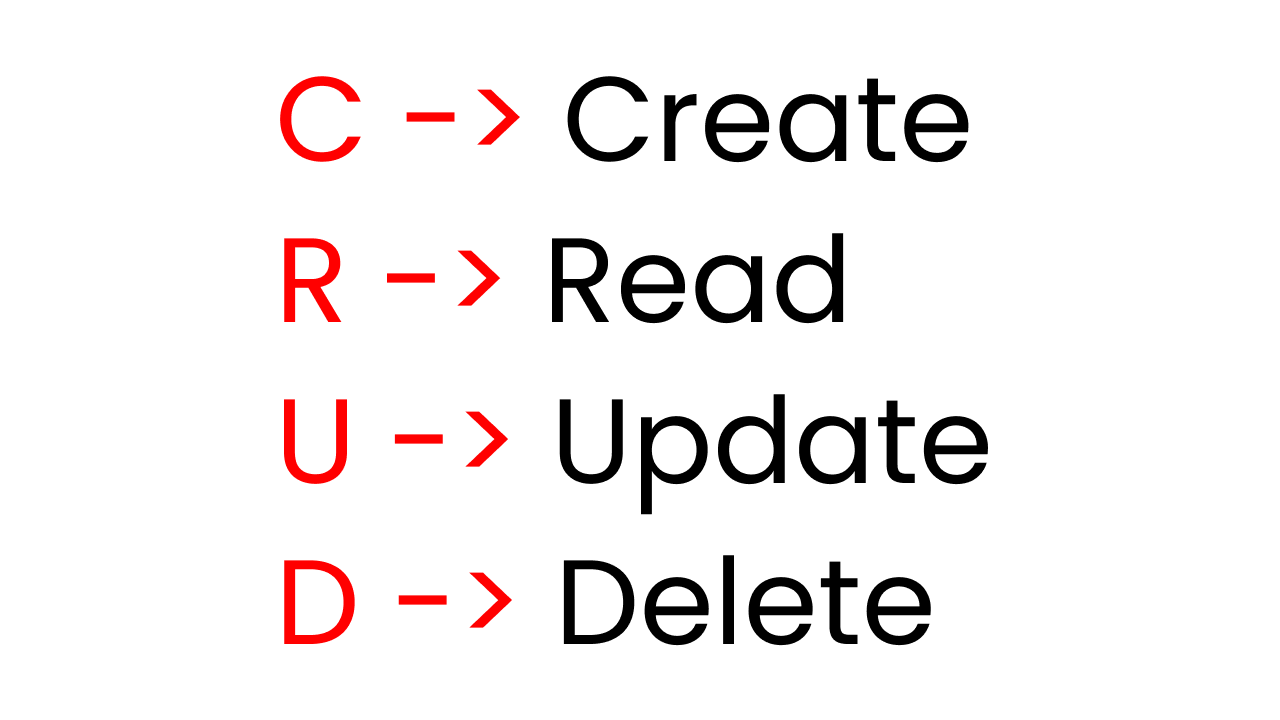 C -> Create
R -> Read
U -> Update
D -> Delete